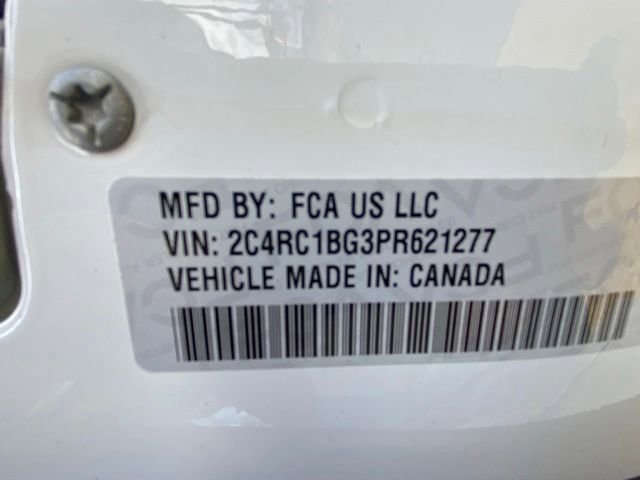 MFD BY: FCA US LLC
VIN: 2C4RC1BG3PR621277
VEHICLE MADE IN: CANADA